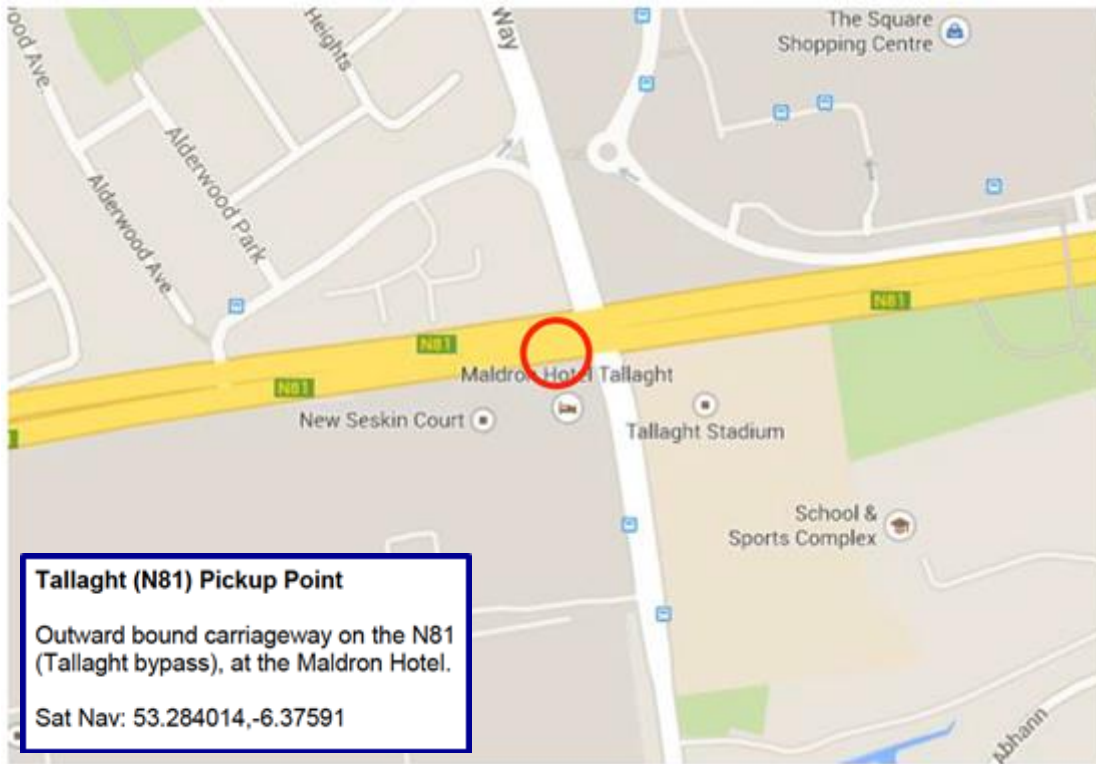 ood Ave.
Heights
Way
The Square
Shopping Centre
Alderwood Park
Alderwood Ave
N81
N81
N81
Maldron Hotel Tallaght
New Seskin Court
Tallaght Stadium
School &
Sports Complex
Abhann
Tallaght (N81) Pickup Point
Outward bound carriageway on the N81
(Tallaght bypass), at the Maldron Hotel.
Sat Nav: 53.284014,-6.37591